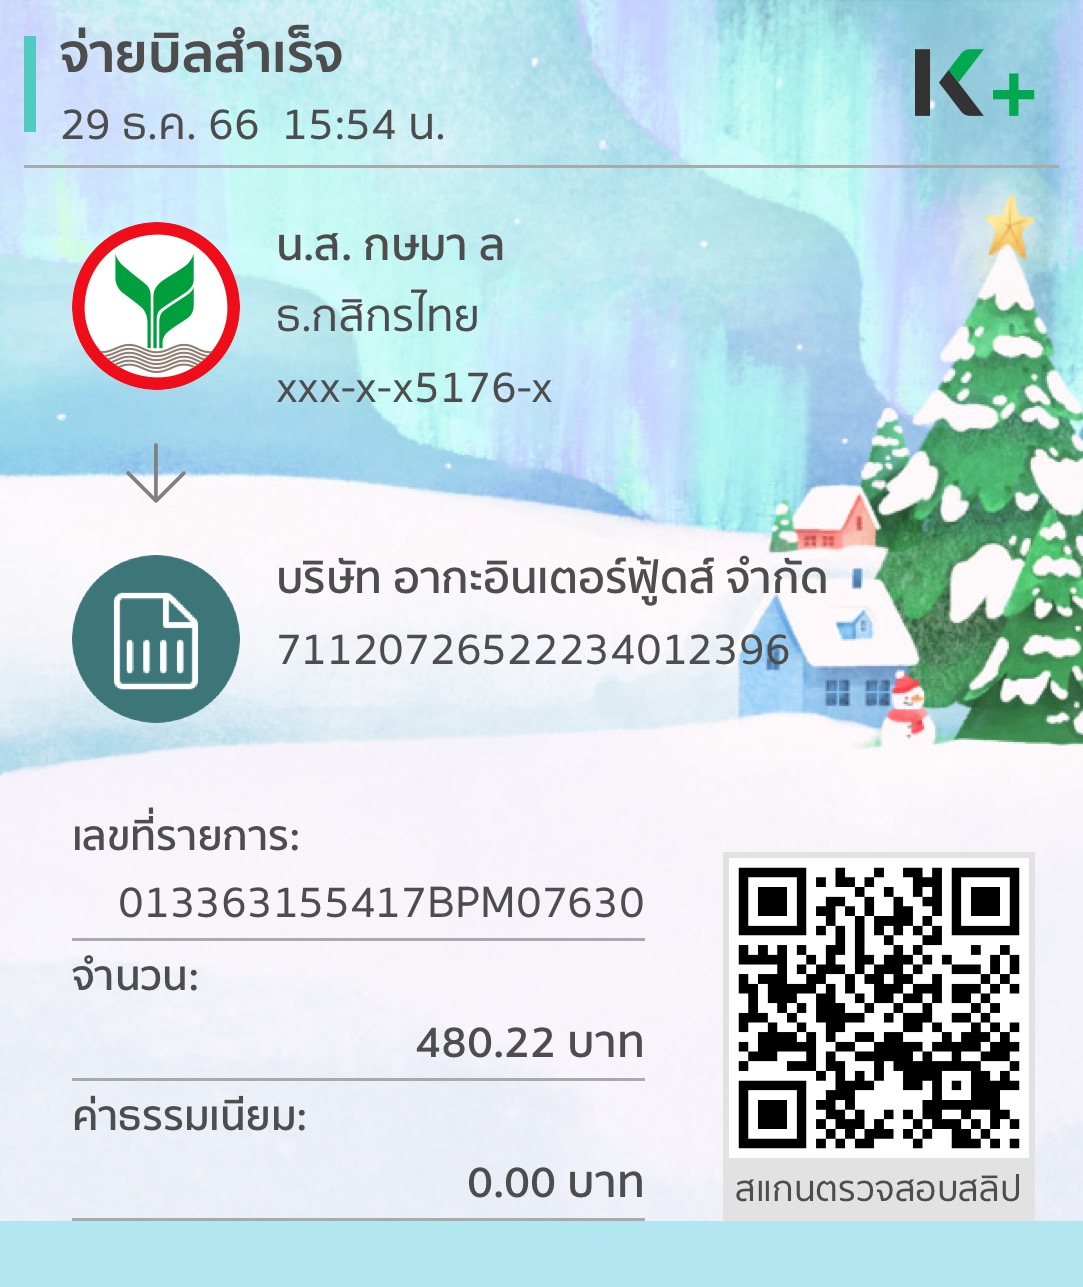 จ่ายบิลสำเร็จ
29 ธ.ค. 66 15:54 น.
K+
น.ส. กษมา ล
ธ.กสิกรไทย
xxx-x-x5176-x
บริษัท อากะอินเตอร์ฟู้ดส์ จำกัด
71120726522234012396
เลขที่รายการ:
013363155417BPM07630
จำนวน:
480.22 บาท
ค่าธรรมเนียม:
0.00 บาท
สแกนตรวจสอบสลิป